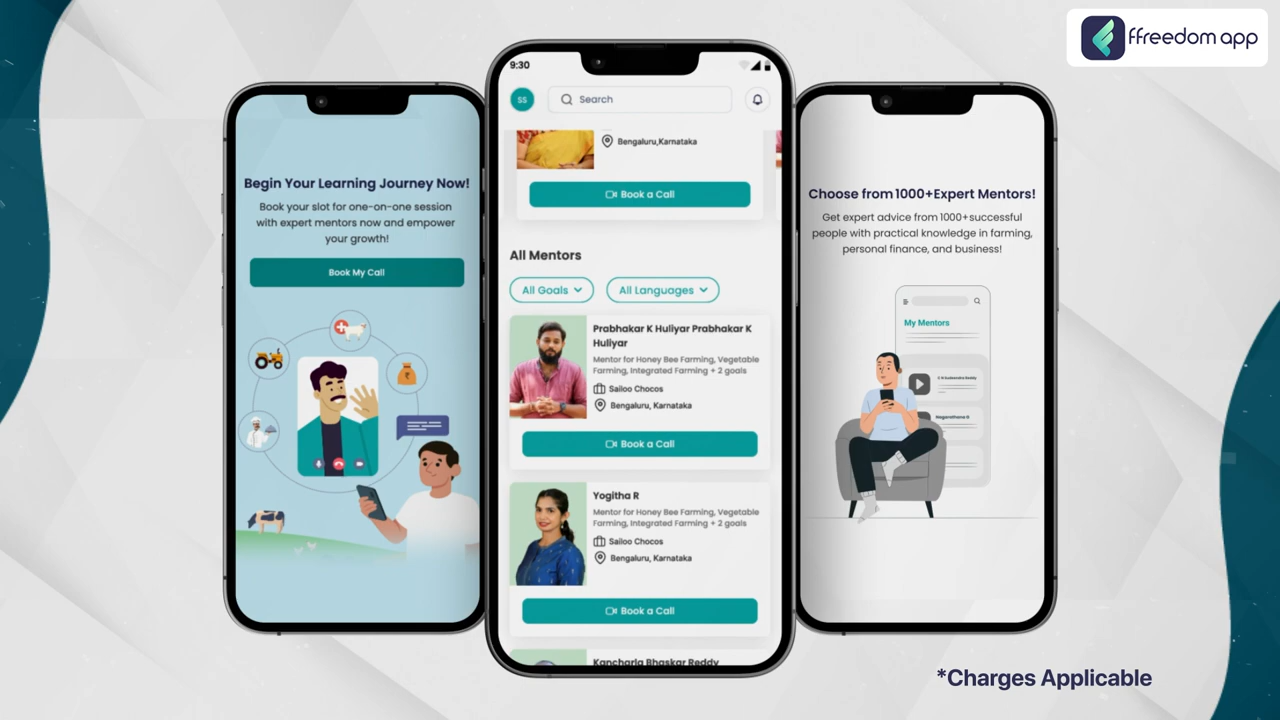 ffreedom app
Begin Your Learning Journey Now!
Book your slot for one-on-one session
with expert mentors now and empower
your growth!
Book My Call
9:30
SS
Search
Bengaluru,Karnataka
Book a Call
All Mentors
All Goals
All Languages
Prabhakar K Huliyar Prabhakar K
Huliyar
Mentor for Honey Bee Farming, Vegetable
Farming, Integrated Farming + 2 goals
Sailoo Chocos
Bengaluru, Karnataka
Book a Call
Yogitha R
Mentor for Honey Bee Farming, Vegetable
Farming, Integrated Farming + 2 goals
Sailoo Chocos
Bengaluru, Karnataka
Book a Call
Kancharla Bhaskar Reddy
Choose from 1000+Expert Mentors!
Get expert advice from 1000+successful
people with practical knowledge in farming,
personal finance, and business!
My Mentors
*Charges Applicable